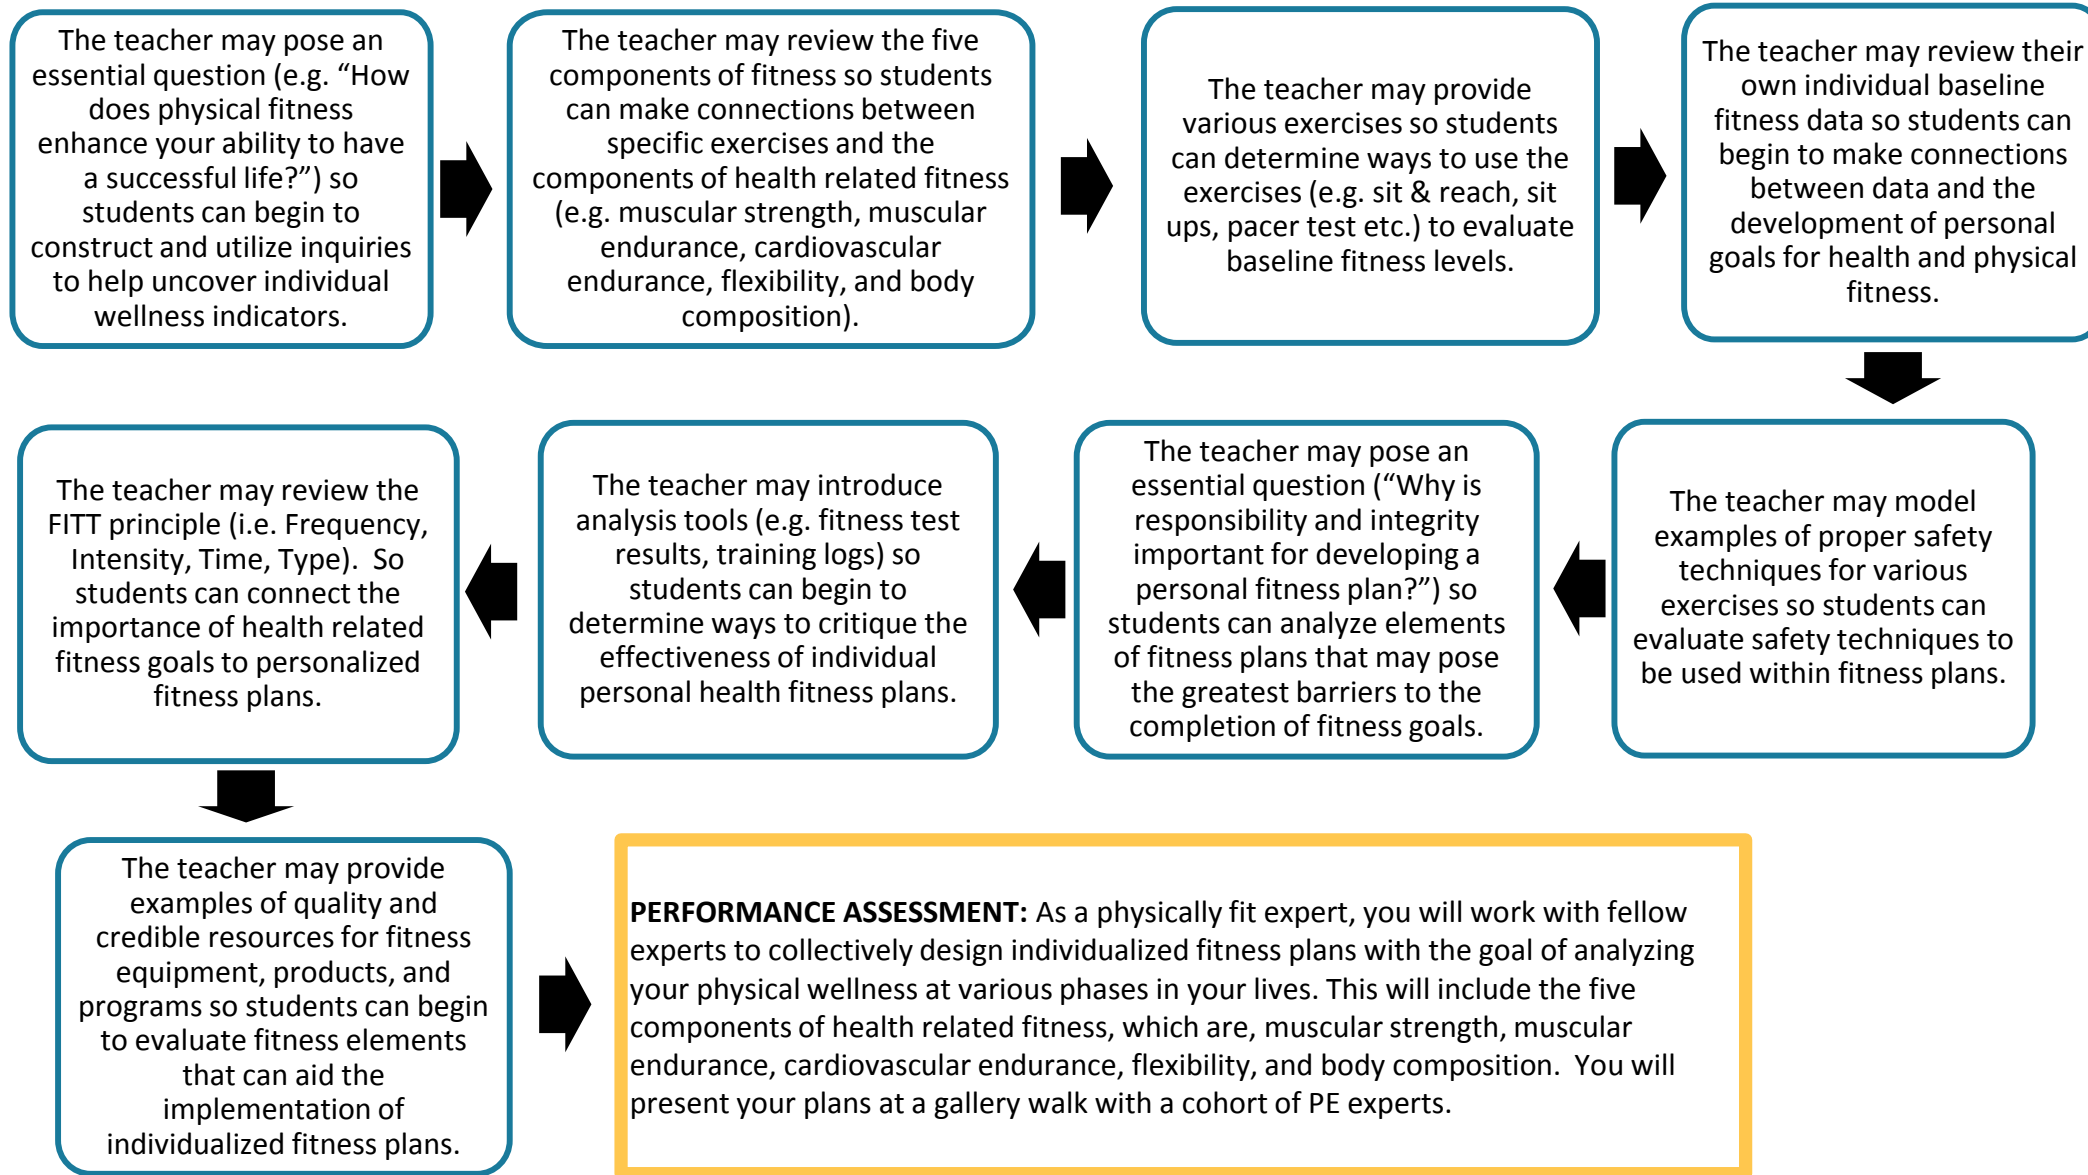 The teacher may pose an
essential question (e.g. “How
does physical fitness
enhance your ability to have
a successful life?”) so
students can begin to
construct and utilize inquiries
to help uncover individual
wellness indicators.
The teacher may review the five
components of fitness so students
can make connections between
specific exercises and the
components of health related fitness
(e.g. muscular strength, muscular
endurance, cardiovascular
endurance, flexibility, and body
composition).
The teacher may provide
various exercises so students
can determine ways to use the
exercises (e.g. sit & reach, sit
ups, pacer test etc.) to evaluate
baseline fitness levels.
The teacher may review their
own individual baseline
fitness data so students can
begin to make connections
between data and the
development of personal
goals for health and physical
fitness.
The teacher may model
examples of proper safety
techniques for various
exercises so students can
evaluate safety techniques to
be used within fitness plans.
The teacher may pose an
essential question (“Why is
responsibility and integrity
important for developing a
personal fitness plan?”) so
students can analyze elements
of fitness plans that may pose
the greatest barriers to the
completion of fitness goals.
The teacher may introduce
analysis tools (e.g. fitness test
results, training logs) so
students can begin to
determine ways to critique the
effectiveness of individual
personal health fitness plans.
The teacher may review the
FITT principle (i.e. Frequency,
Intensity, Time, Type).  So
students can connect the
importance of health related
fitness goals to personalized
fitness plans.
The teacher may provide
examples of quality and
credible resources for fitness
equipment, products, and
programs so students can begin
to evaluate fitness elements
that can aid the
implementation of
individualized fitness plans.
PERFORMANCE ASSESSMENT: As a physically fit expert, you will work with fellow
experts to collectively design individualized fitness plans with the goal of analyzing
your physical wellness at various phases in your lives. This will include the five
components of health related fitness, which are, muscular strength, muscular
endurance, cardiovascular endurance, flexibility, and body composition.  You will
present your plans at a gallery walk with a cohort of PE experts.